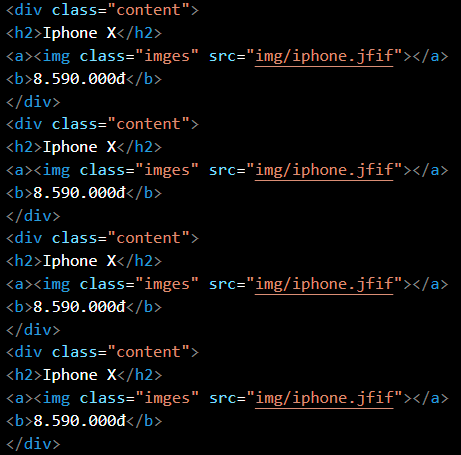 <div class="content">
<h2>Iphone X</h2>
<a><img class="imges" src="img/iphone.jfif"></a>
<b>8.590.000đ</b>
</div>
<div class="content">
<h2>Iphone X</h2>
<a><img class="imges" src="img/iphone.jfif"></a>
<b>8.590.000đ</b>
</div>
<div class="content">
<h2>Iphone X</h2>
<a><img class="imges" src="img/iphone.jfif"></a>
<b>8.590.000đ</b>
</div>
<div class="content">
<h2>Iphone X</h2>
<a><img class="imges" src="img/iphone.jfif"></a>
<b>8.590.000đ</b>
</div>